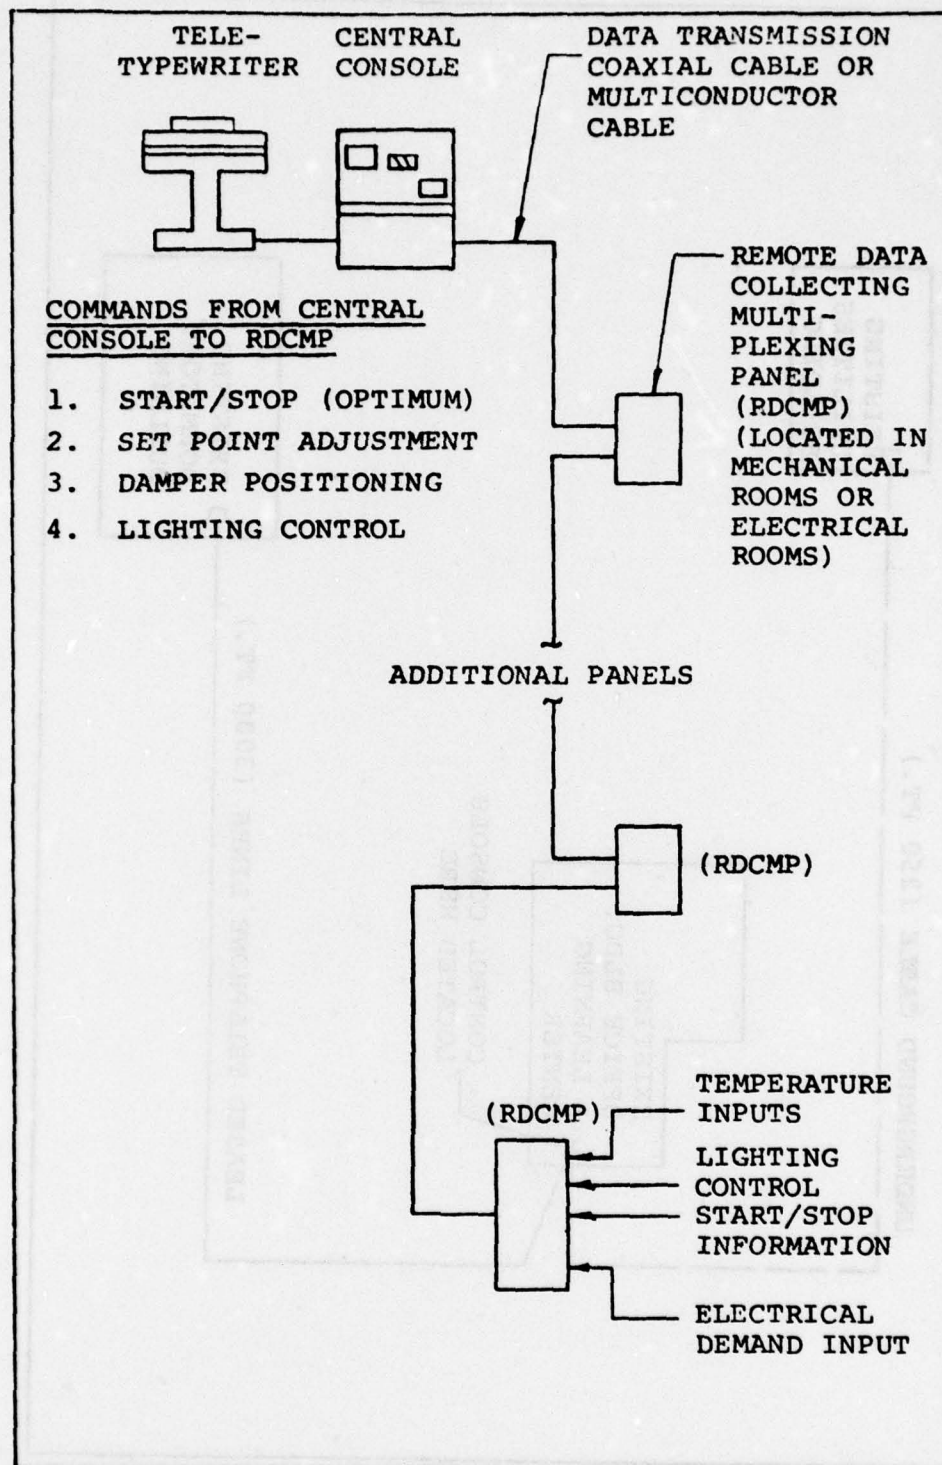 TELE-
TYPEWRITER
CENTRAL
CONSOLE
DATA TRANSMISSION
COAXIAL CABLE OR
MULTICONDUCTOR
CABLE
REMOTE DATA
COLLECTING
MULTI-
PLEXING
PANEL
(RDCMP)
(LOCATED IN
MECHANICAL
ROOMS OR
ELECTRICAL
ROOMS)
COMMANDS FROM CENTRAL
CONSOLE TO RDCMP
1. START/STOP (OPTIMUM)
2. SET POINT ADJUSTMENT
3. DAMPER POSITIONING
4. LIGHTING CONTROL
ADDITIONAL PANELS
(RDCMP)
(RDCMP)
TEMPERATURE
INPUTS
LIGHTING
CONTROL
START/STOP
INFORMATION
ELECTRICAL
DEMAND INPUT